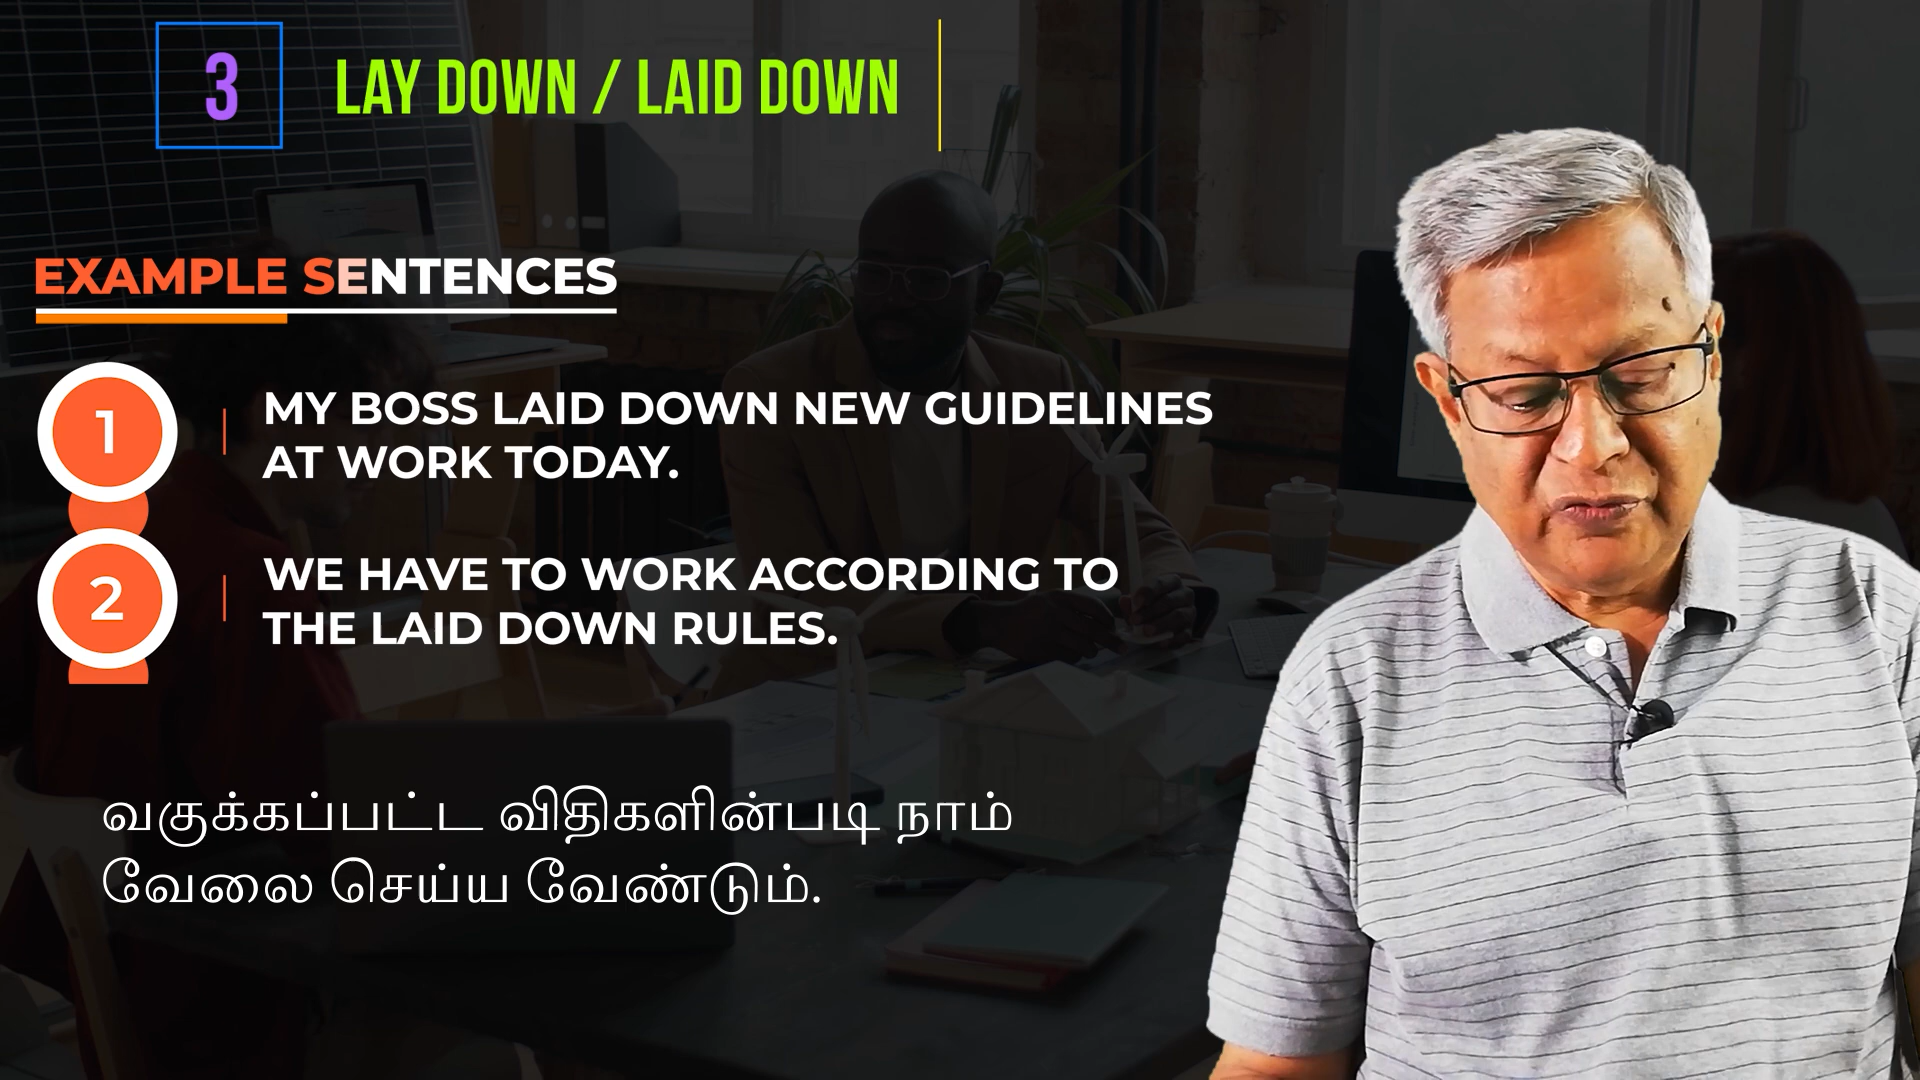 3
LAY DOWN / LAID DOWN
EXAMPLE SENTENCES
1
MY BOSS LAID DOWN NEW GUIDELINES
AT WORK TODAY.
2
WE HAVE TO WORK ACCORDING TO
THE LAID DOWN RULES.
வகுக்கப்பட்ட விதிகளின்படி நாம்
வேலை செய்ய வேண்டும்.